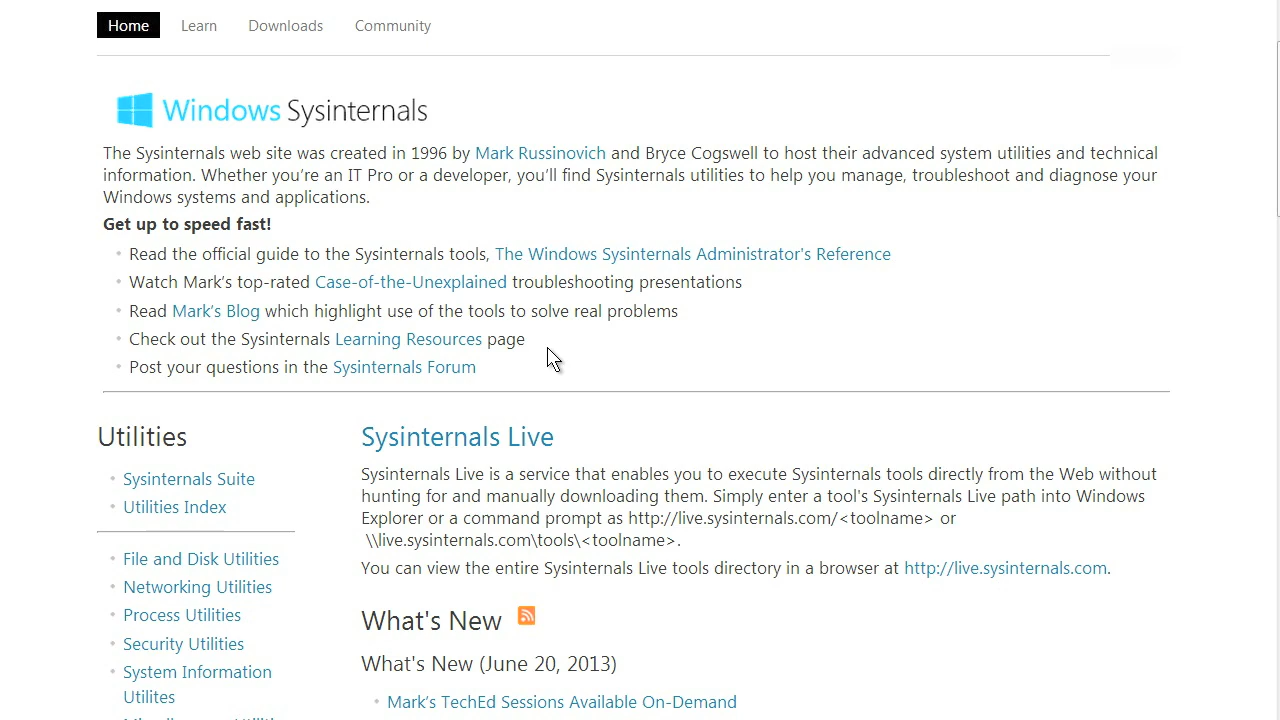 Home Learn Downloads Community
Windows Sysinternals
The Sysinternals web site was created in 1996 by Mark Russinovich and Bryce Cogswell to host their advanced system utilities and technical
information. Whether you're an IT Pro or a developer, you'll find Sysinternals utilities to help you manage, troubleshoot and diagnose your
Windows systems and applications.
Get up to speed fast!
• Read the official guide to the Sysinternals tools, The Windows Sysinternals Administrator's Reference
• Watch Mark's top-rated Case-of-the-Unexplained troubleshooting presentations
• Read Mark's Blog which highlight use of the tools to solve real problems
• Check out the Sysinternals Learning Resources page
• Post your questions in the Sysinternals Forum
Utilities
• Sysinternals Suite
• Utilities Index
• File and Disk Utilities
• Networking Utilities
• Process Utilities
• Security Utilities
• System Information
Utilites
Sysinternals Live
Sysinternals Live is a service that enables you to execute Sysinternals tools directly from the Web without
hunting for and manually downloading them. Simply enter a tool's Sysinternals Live path into Windows
Explorer or a command prompt as http://live.sysinternals.com/<toolname> or
\\live.sysinternals.com\tools\<toolname>.
You can view the entire Sysinternals Live tools directory in a browser at http://live.sysinternals.com.
What's New
What's New (June 20, 2013)
• Mark's TechEd Sessions Available On-Demand